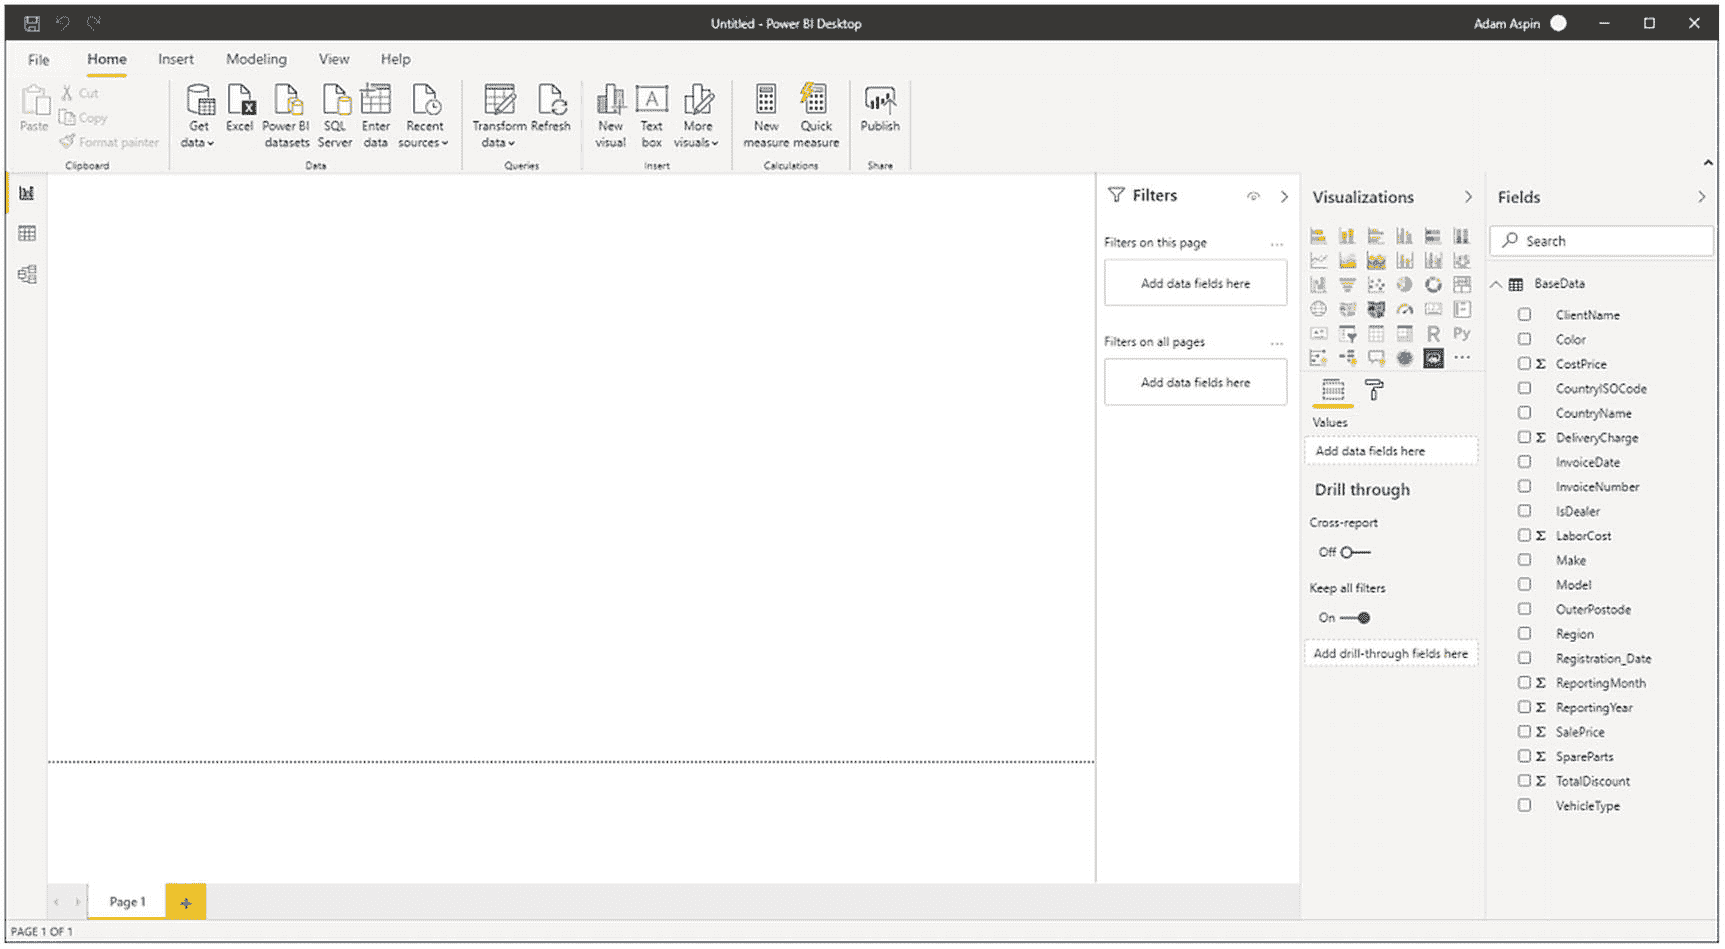 Untitled - Power BI Desktop
Adam Aspin
File Home Insert Modeling View Help
Paste
Cut
Copy
Format painter
Clipboard
Get data
Excel
Power BI datasets
SQL Server
Enter data
Recent sources
Data
Transform data
Refresh
Queries
New visual
Text box
More visuals
Insert
New measure
Quick measure
Calculations
Publish
Share
Filters
Filters on this page ...
Add data fields here
Filters on all pages ...
Add data fields here
Visualizations
R Py
...
Values
Add data fields here
Drill through
Cross-report
Off
Keep all filters
On
Add drill-through fields here
Fields
Search
BaseData
ClientName
Color
Σ CostPrice
CountryISOCode
CountryName
Σ DeliveryCharge
InvoiceDate
InvoiceNumber
IsDealer
Σ LaborCost
Make
Model
OuterPostode
Region
Registration_Date
Σ ReportingMonth
Σ ReportingYear
Σ SalePrice
Σ SpareParts
Σ TotalDiscount
VehicleType
Page 1
PAGE 1 OF 1